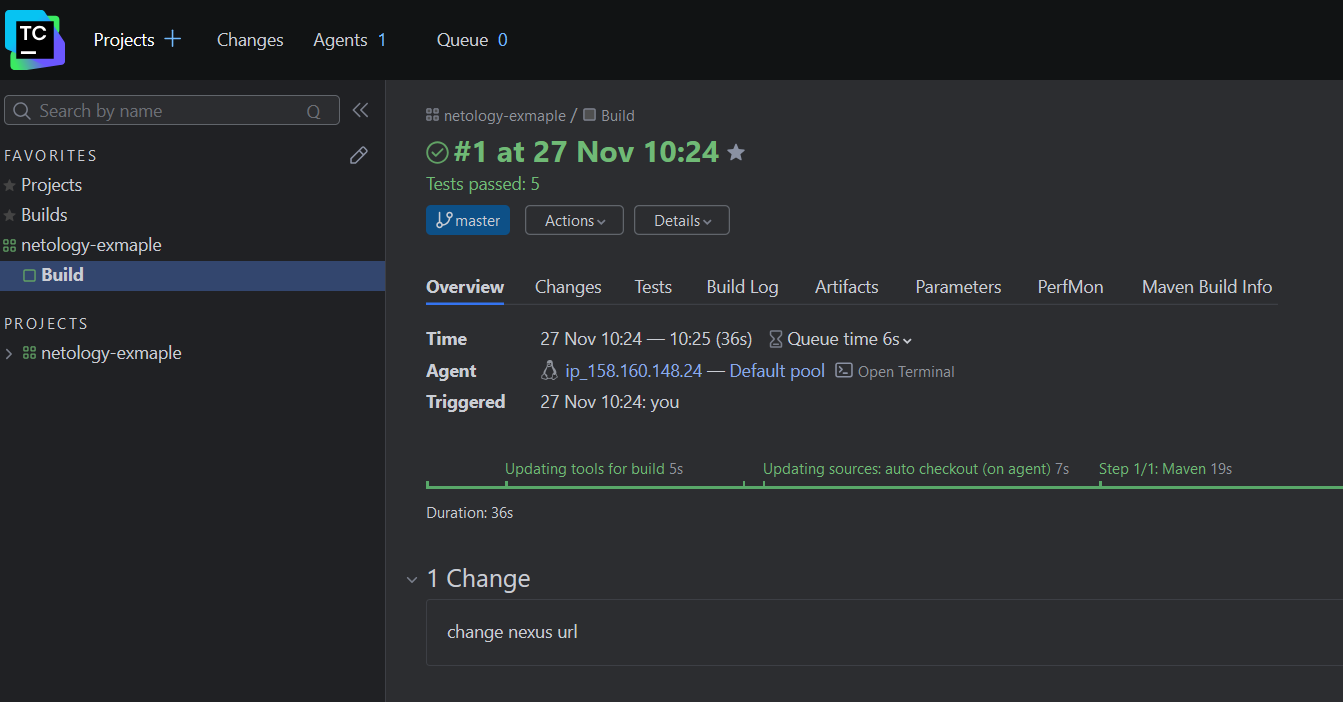 TC
Projects + Changes Agents 1 Queue 0
Search by name Q
FAVORITES
Projects
Builds
netology-exmaple
Build
PROJECTS
netology-exmaple
netology-exmaple / Build
#1 at 27 Nov 10:24
Tests passed: 5
master Actions Details
Overview Changes Tests Build Log Artifacts Parameters PerfMon Maven Build Info
Time 27 Nov 10:24 — 10:25 (36s) Queue time 6s
Agent ip_158.160.148.24 — Default pool Open Terminal
Triggered 27 Nov 10:24: you
Updating tools for build 5s Updating sources: auto checkout (on agent) 7s Step 1/1: Maven 19s
Duration: 36s
1 Change
change nexus url